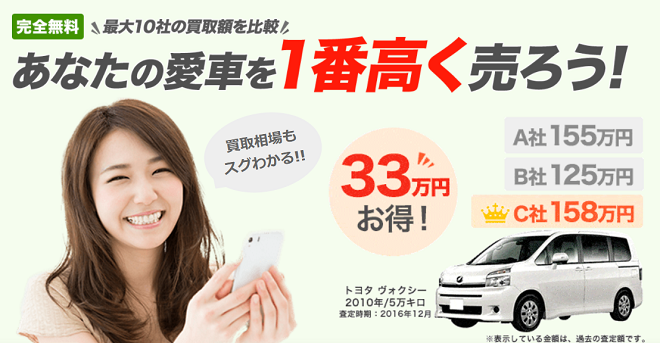 完全無料
最大10社の買取額を比較
あなたの愛車を1番高く売ろう!
買取相場も
スグわかる!!
33万円
お得!
A社 155万円
B社 125万円
C社 158万円
トヨタ ヴォクシー
2010年/5万キロ
査定時期:2016年12月
※表示している金額は、過去の査定額です。